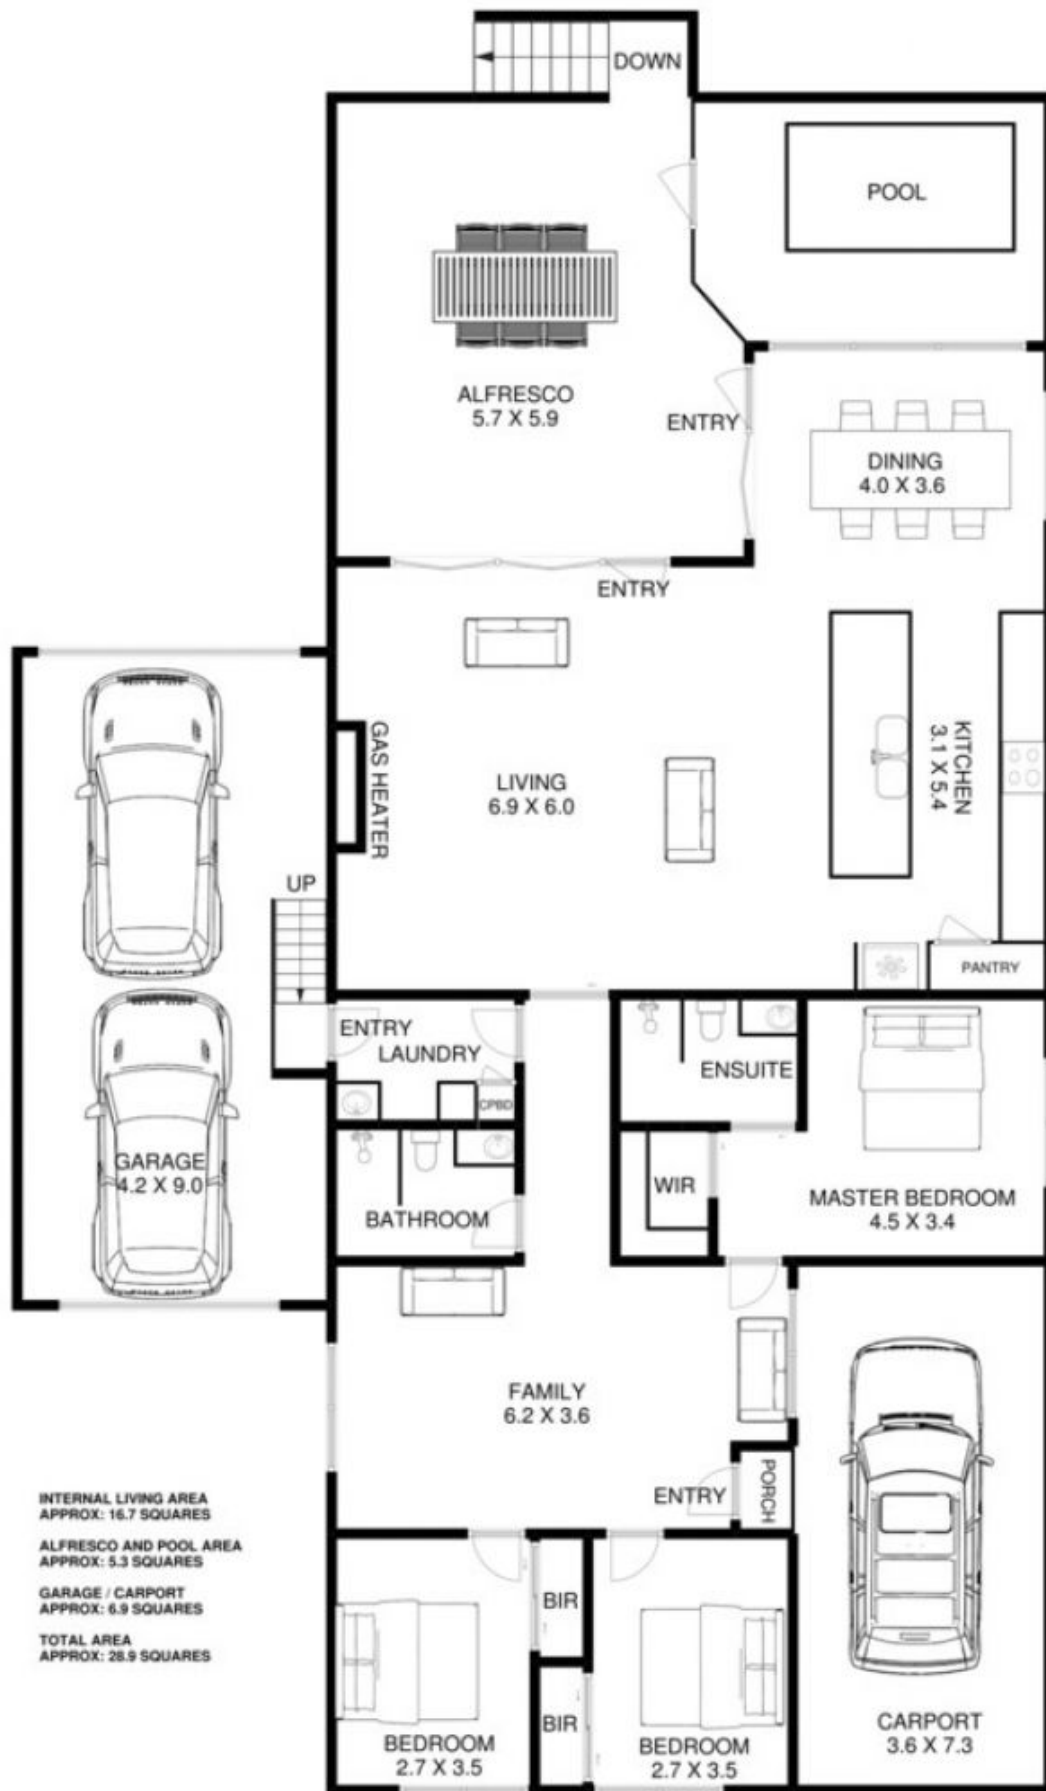 DOWN
POOL
ALFRESCO
5.7 X 5.9
ENTRY
DINING
4.0 X 3.6
ENTRY
GAS HEATER
LIVING
6.9 X 6.0
KITCHEN
3.1 X 5.4
UP
PANTRY
ENTRY
LAUNDRY
CPBD
ENSUITE
GARAGE
4.2 X 9.0
BATHROOM
WIR
MASTER BEDROOM
4.5 X 3.4
FAMILY
6.2 X 3.6
ENTRY
PORCH
INTERNAL LIVING AREA
APPROX: 16.7 SQUARES
ALFRESCO AND POOL AREA
APPROX: 5.3 SQUARES
GARAGE / CARPORT
APPROX: 6.9 SQUARES
TOTAL AREA
APPROX: 28.9 SQUARES
BIR
BIR
BEDROOM
2.7 X 3.5
BEDROOM
2.7 X 3.5
CARPORT
3.6 X 7.3